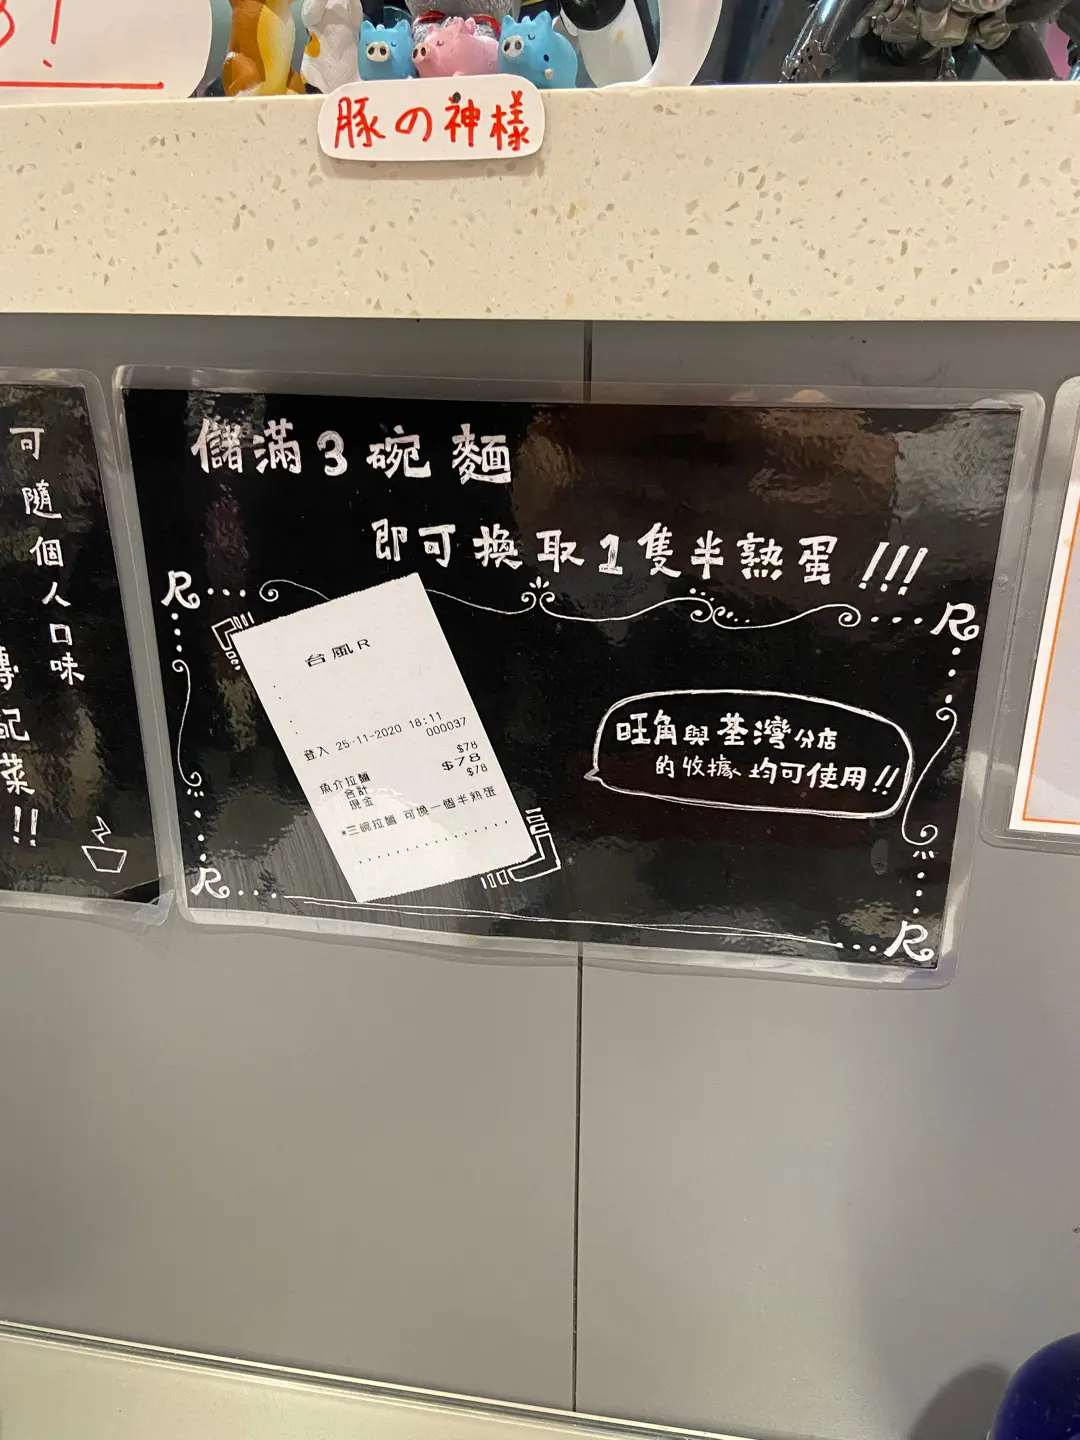 豚の神様
可隨個人口味
菜!!
儲滿3碗麵
即可換取1隻半熟蛋!!!
R
R
台風R
登入 25-11-2020 18:11
000037
魚介拉麵 $78
合計 $78
現金 $78
*三碗拉麵 可換一個半熟蛋
旺角與荃灣分店
的收據均可使用!!
R
R